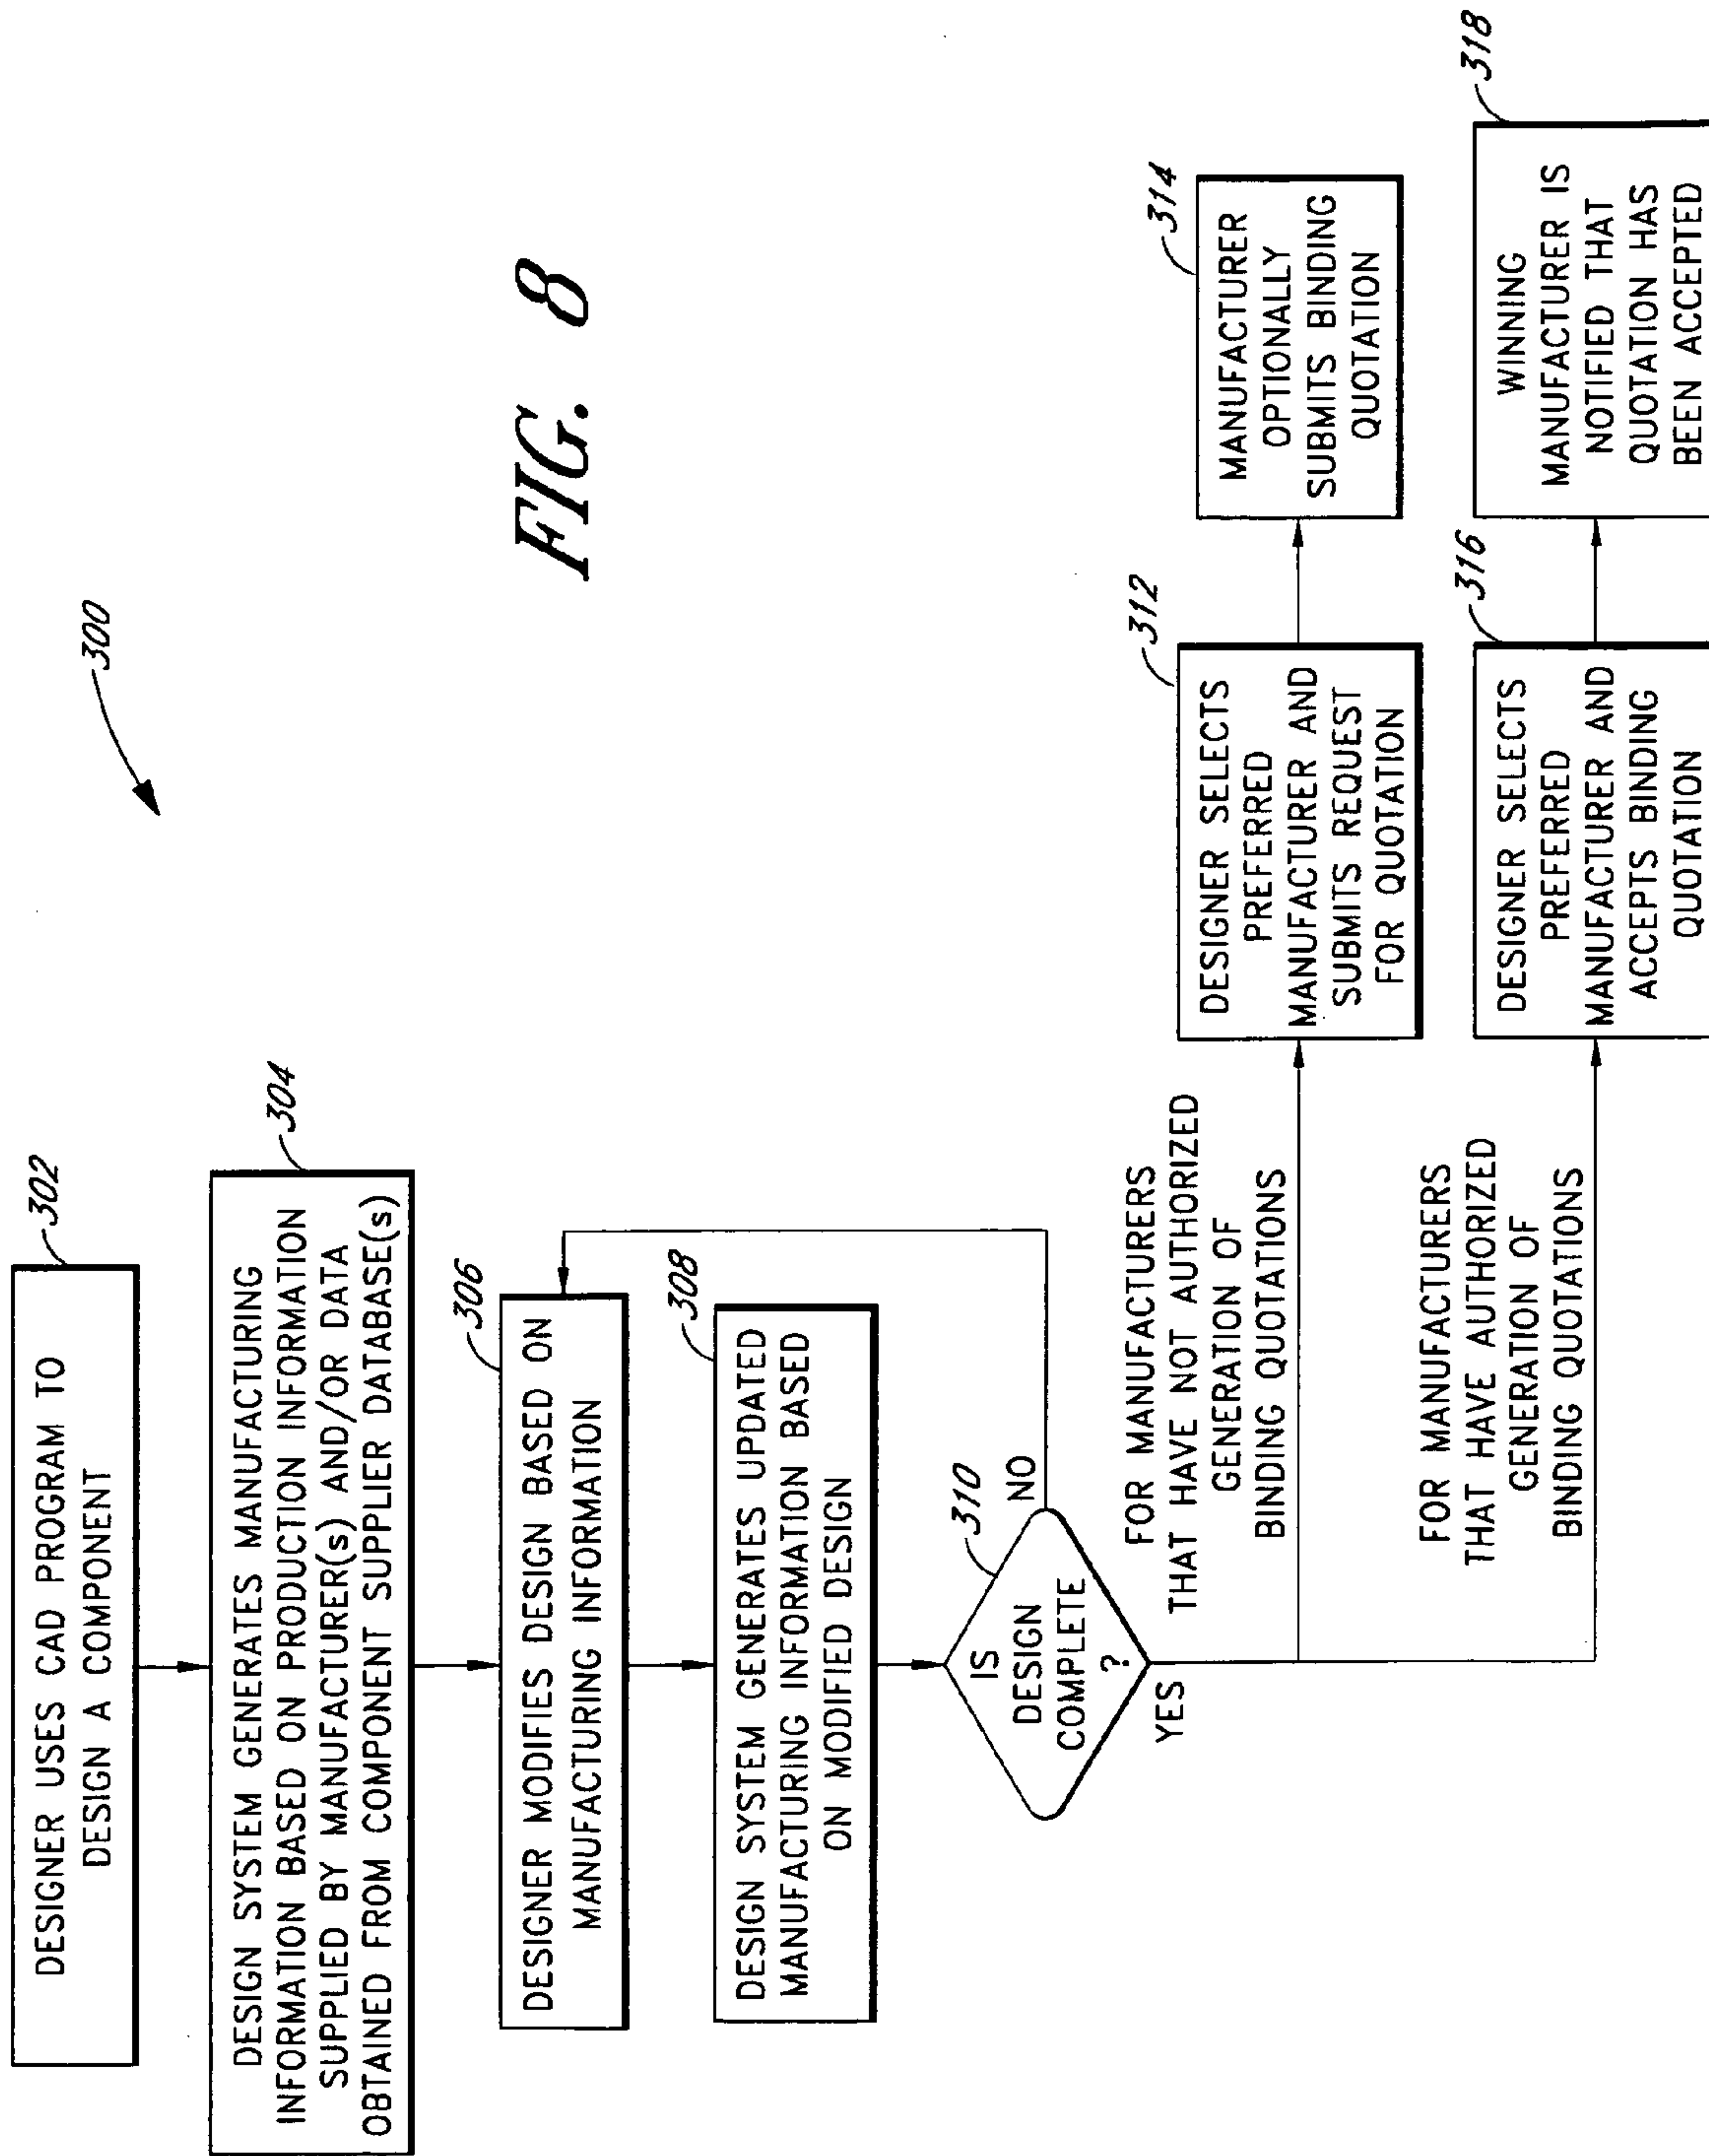 300
FIG. 8
302
DESIGNER USES CAD PROGRAM TO
DESIGN A COMPONENT
304
DESIGN SYSTEM GENERATES MANUFACTURING
INFORMATION BASED ON PRODUCTION INFORMATION
SUPPLIED BY MANUFACTURER(s) AND/OR DATA
OBTAINED FROM COMPONENT SUPPLIER DATABASE(s)
306
DESIGNER MODIFIES DESIGN BASED ON
MANUFACTURING INFORMATION
308
DESIGN SYSTEM GENERATES UPDATED
MANUFACTURING INFORMATION BASED
ON MODIFIED DESIGN
310
IS
DESIGN
COMPLETE
?
NO
YES
FOR MANUFACTURERS
THAT HAVE NOT AUTHORIZED
GENERATION OF
BINDING QUOTATIONS
312
DESIGNER SELECTS
PREFERRED
MANUFACTURER AND
SUBMITS REQUEST
FOR QUOTATION
314
MANUFACTURER
OPTIONALLY
SUBMITS BINDING
QUOTATION
FOR MANUFACTURERS
THAT HAVE AUTHORIZED
GENERATION OF
BINDING QUOTATIONS
316
DESIGNER SELECTS
PREFERRED
MANUFACTURER AND
ACCEPTS BINDING
QUOTATION
318
WINNING
MANUFACTURER IS
NOTIFIED THAT
QUOTATION HAS
BEEN ACCEPTED